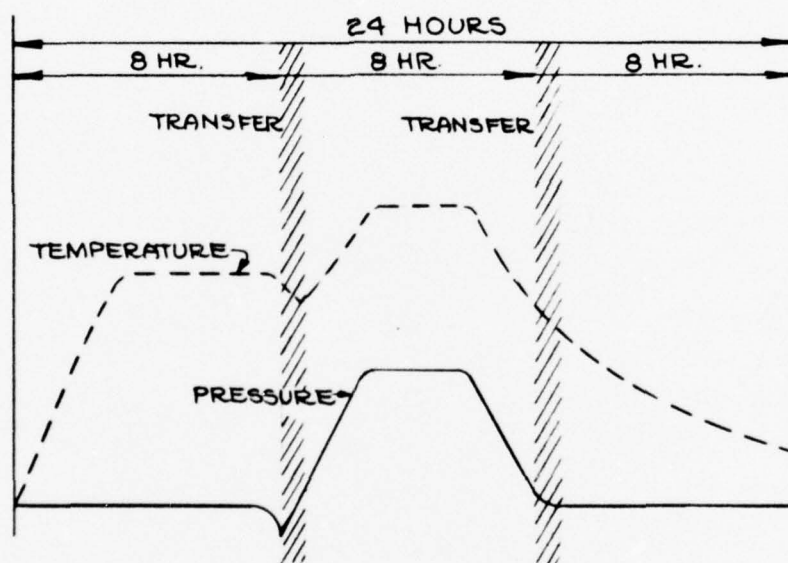 24 HOURS
8 HR. 8 HR. 8 HR.
TRANSFER TRANSFER
TEMPERATURE
PRESSURE